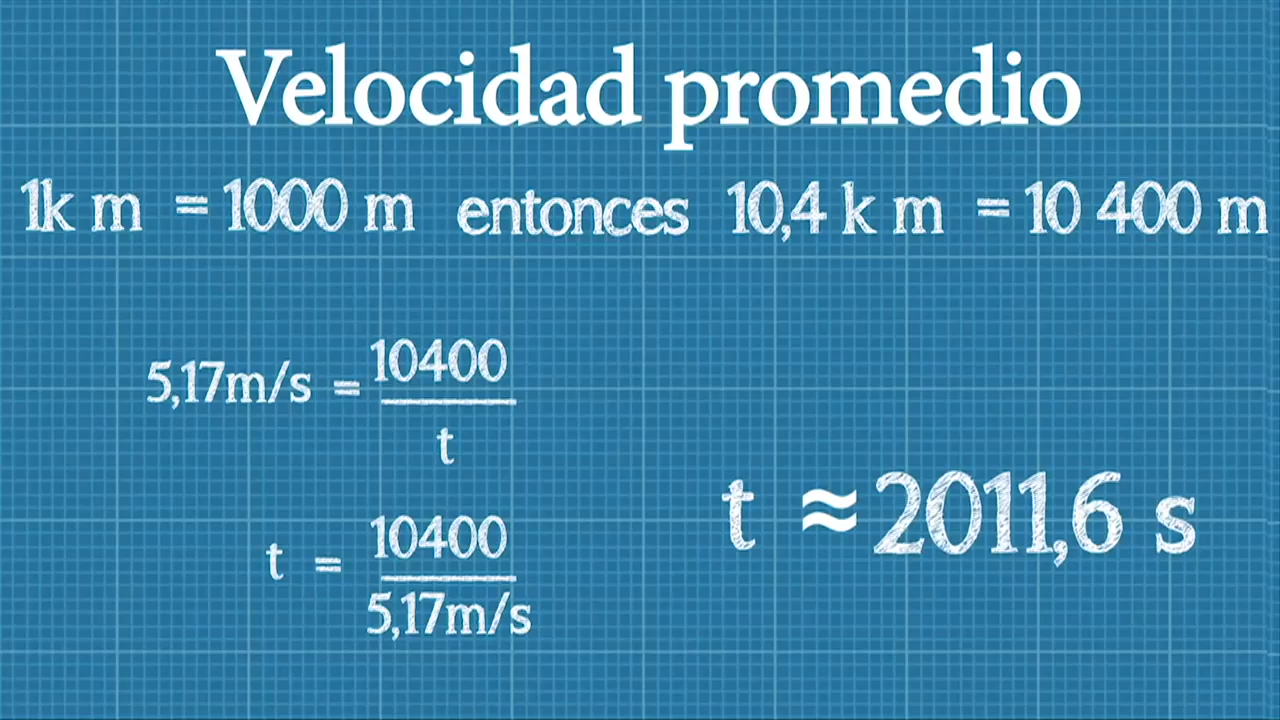 Velocidad promedio
1k m = 1000 m entonces 10,4 k m = 10 400 m
5,17m/s = 10400
t
t ≈ 2011,6 s
t = 10400
5,17m/s